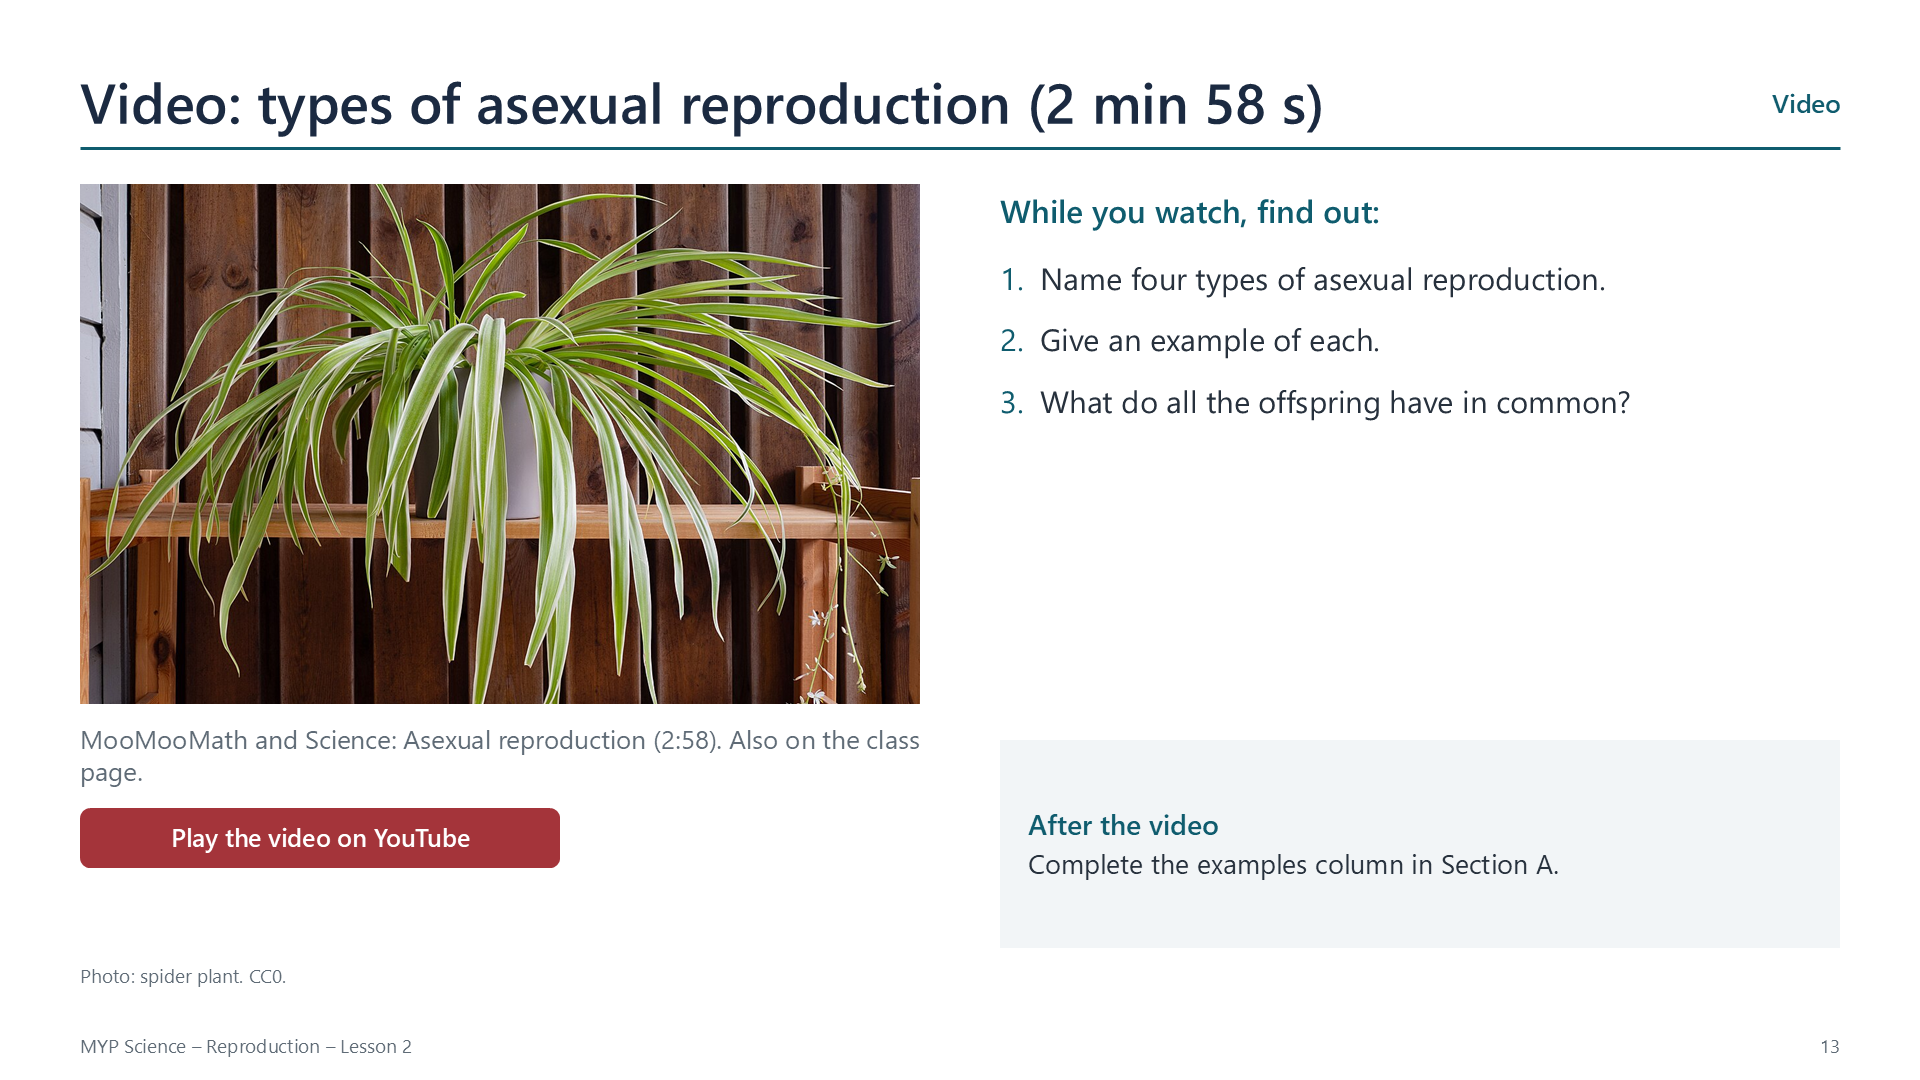 Video: types of asexual reproduction (2 min 58 s)
Video
While you watch, find out:
1. Name four types of asexual reproduction.
2. Give an example of each.
3. What do all the offspring have in common?
MooMooMath and Science: Asexual reproduction (2:58). Also on the class
page.
Play the video on YouTube
After the video
Complete the examples column in Section A.
Photo: spider plant. CC0.
MYP Science – Reproduction – Lesson 2
13